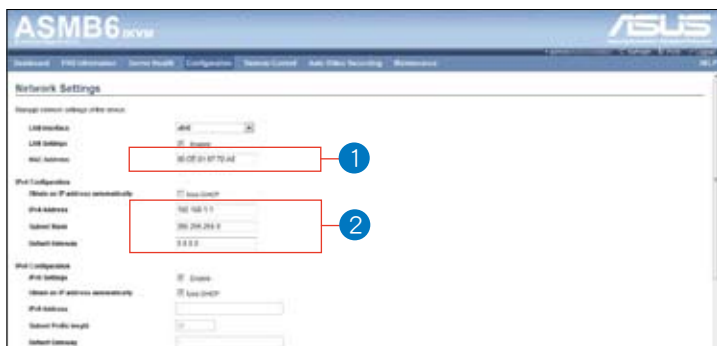 ASMB6 iKVM
ASUS
Dashboard FRU Information Server Health Configuration Remote Control Auto Video Recording Maintenance
HELP
Network Settings
Manage network settings of the device.
LAN Interface eth0
LAN Settings Enable
MAC Address 1
IPv4 Configuration
Obtain an IP address automatically Use DHCP
IPv4 Address 192.168.1.1
Subnet Mask 255.255.255.0 2
Default Gateway 0.0.0.0
IPv6 Configuration
IPv6 Settings Enable
Obtain an IP address automatically Use DHCP
IPv6 Address
Subnet Prefix length
Default Gateway